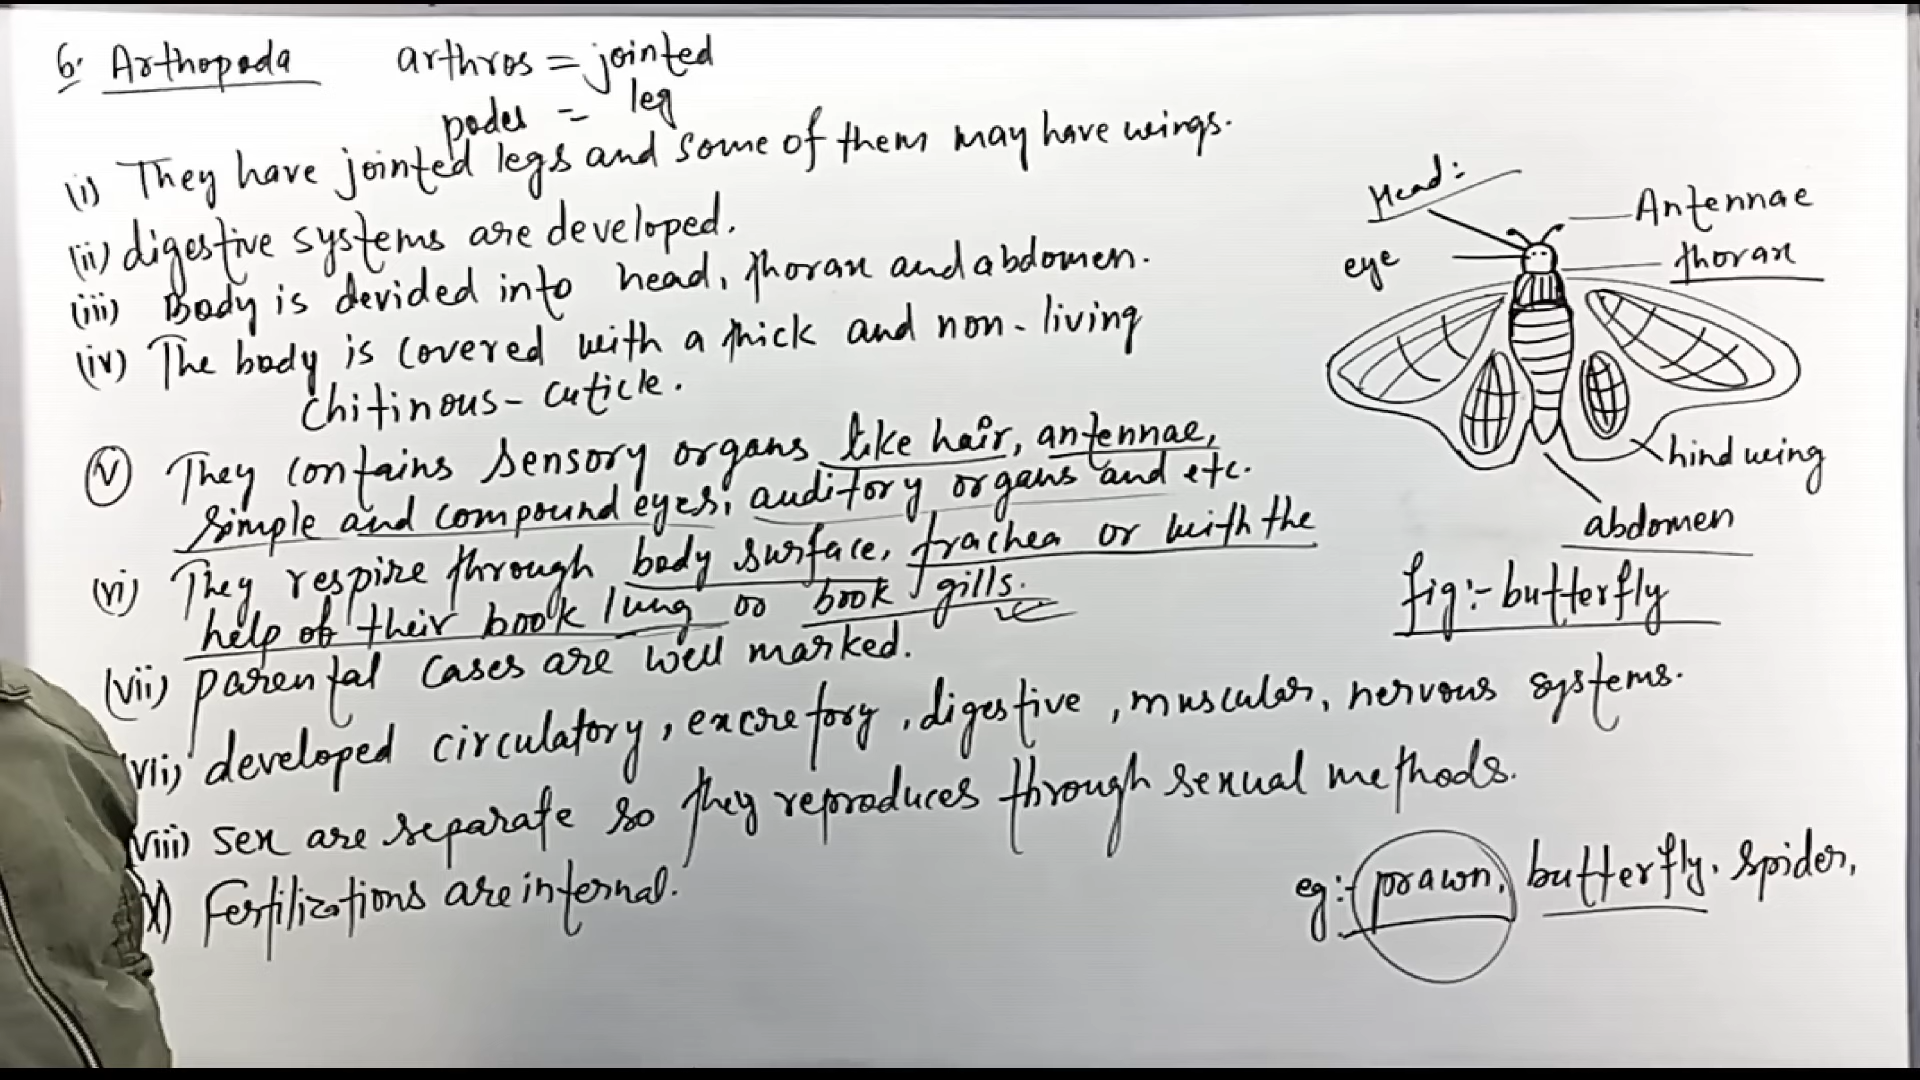 6. Arthopoda arthros = jointed
podes = leg
(i) They have jointed legs and some of them may have wings.
(ii) digestive systems are developed.
(iii) Body is devided into head, thorax and abdomen.
(iv) The body is covered with a thick and non-living
chitinous-cuticle.
(v) They contains sensory organs like hair, antennae,
simple and compound eyes, auditory organs and etc.
(vi) They respire through body surface, trachea or with the
help of their book lung or book gills.
(vii) parental cases are well marked.
(vii) developed circulatory, excretory, digestive, muscular, nervous systems.
(viii) sex are separate so they reproduces through sexual methods.
x) Fertilizations are internal.
Head:
Antennae
eye
thorax
hind wing
abdomen
fig:- butterfly
eg:- prawn, butterfly, spider,